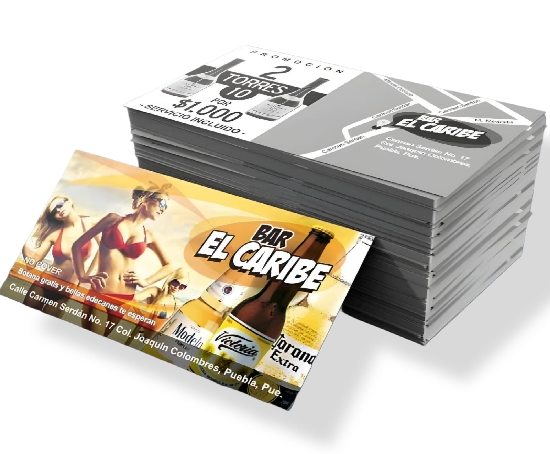 PROMOCIÓN
2
TORRES
10
POR
$1.000
- SERVICIO INCLUIDO -
BAR
EL CARIBE
Carmen Serdán No. 17
Col. Joaquín Colombres,
Puebla, Pue.
BAR
EL CARIBE
NO COVER
Botana gratis y bellas edecanes te esperan
Calle Carmen Serdán No. 17 Col. Joaquín Colombres, Puebla, Pue.
Modelo
Victoria
Corona
Extra